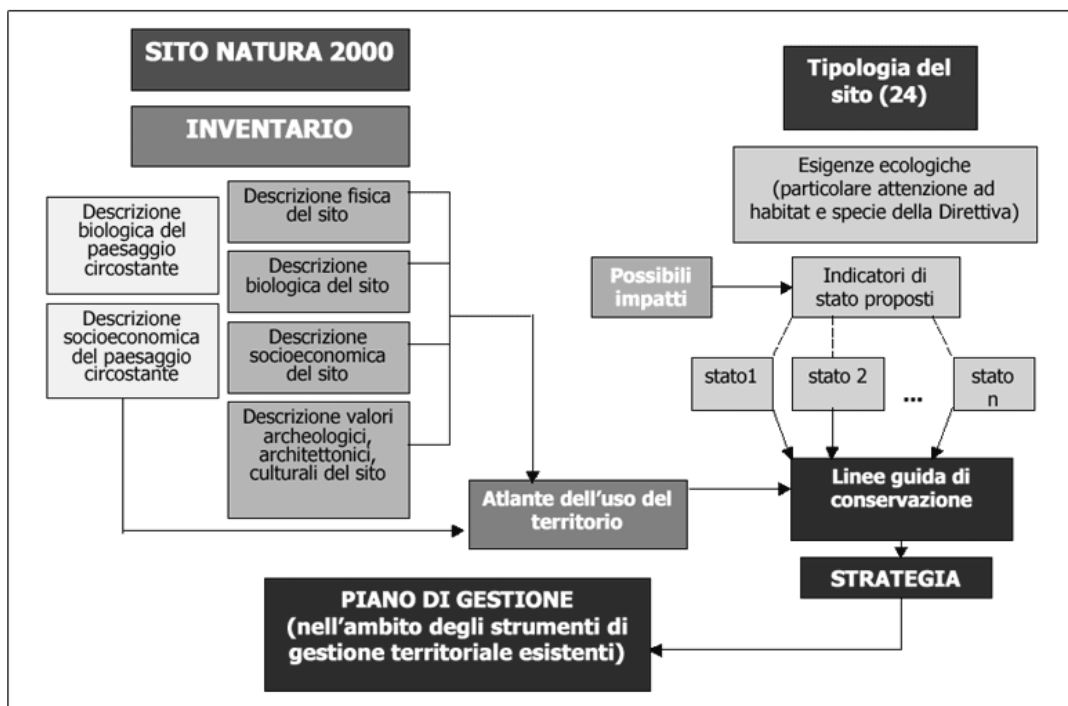 SITO NATURA 2000
INVENTARIO
Descrizione
biologica del
paesaggio
circostante
Descrizione
socioeconomica
del paesaggio
circostante
Descrizione fisica
del sito
Descrizione
biologica del sito
Descrizione
socioeconomica
del sito
Descrizione valori
archeologici,
architettonici,
culturali del sito
Atlante dell'uso del
territorio
Tipologia del
sito (24)
Esigenze ecologiche
(particolare attenzione ad
habitat e specie della Direttiva)
Possibili
impatti
Indicatori di
stato proposti
stato1
stato 2
...
stato
n
Linee guida di
conservazione
STRATEGIA
PIANO DI GESTIONE
(nell'ambito degli strumenti di
gestione territoriale esistenti)